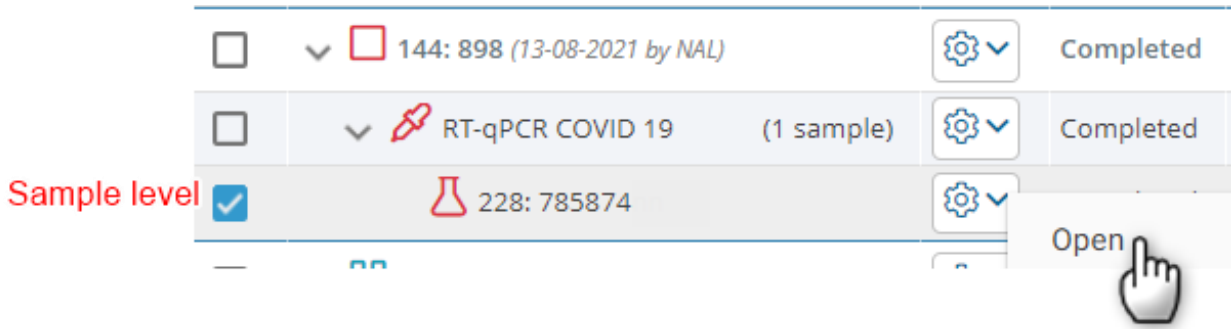 144: 898 (13-08-2021 by NAL) Completed
RT-qPCR COVID 19 (1 sample) Completed
Sample level 228: 785874
Open